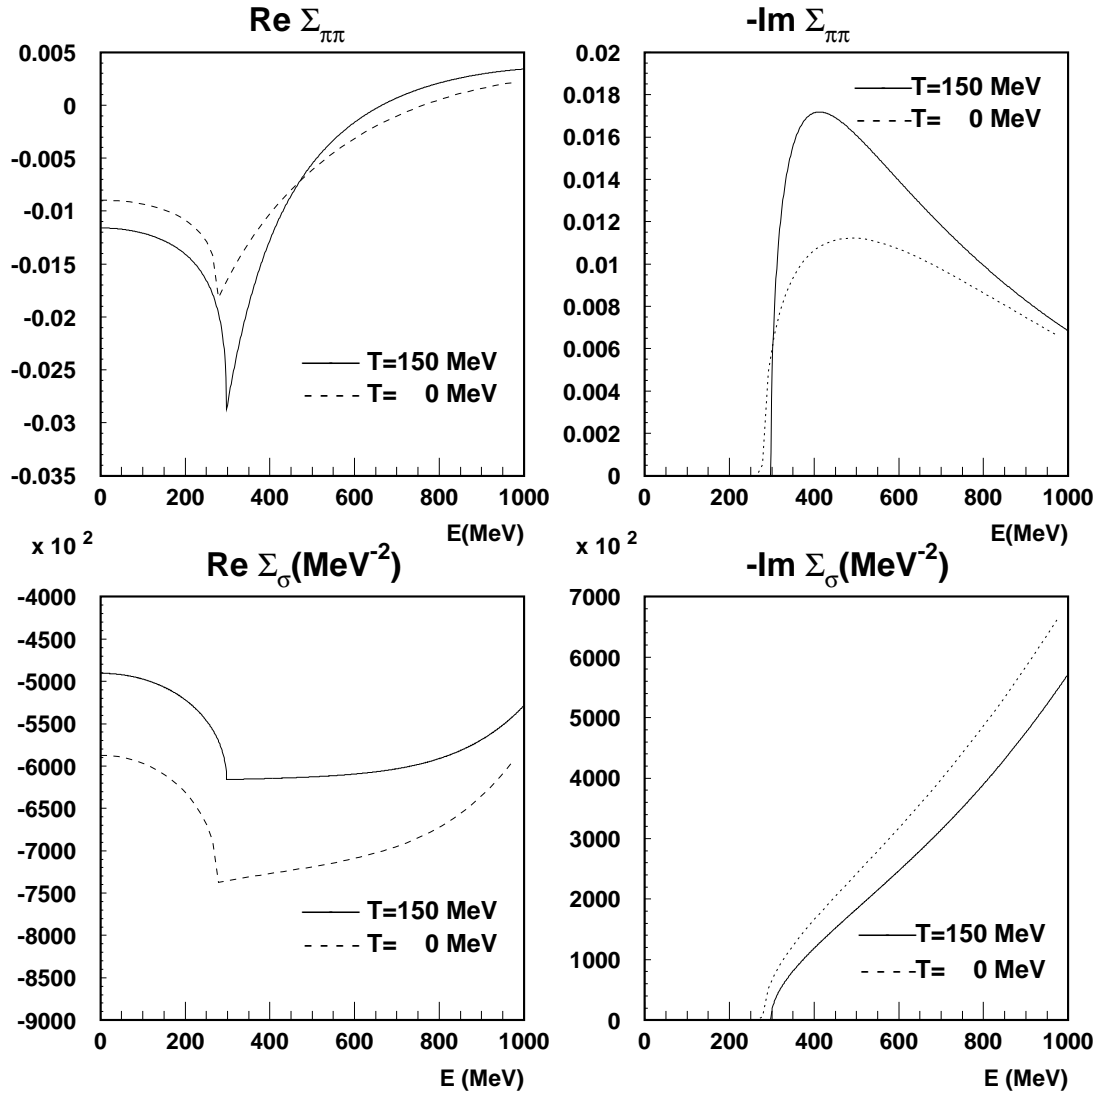 Re Σππ
0.005
0
-0.005
-0.01
-0.015
-0.02
-0.025
-0.03
-0.035
T=150 MeV
T= 0 MeV
0 200 400 600 800 1000
E(MeV)
-Im Σππ
0.02
0.018
0.016
0.014
0.012
0.01
0.008
0.006
0.004
0.002
0
T=150 MeV
T= 0 MeV
0 200 400 600 800 1000
E(MeV)
x 10 2
Re Σσ(MeV-2)
-4000
-4500
-5000
-5500
-6000
-6500
-7000
-7500
-8000
-8500
-9000
T=150 MeV
T= 0 MeV
0 200 400 600 800 1000
E (MeV)
x 10 2
-Im Σσ(MeV-2)
7000
6000
5000
4000
3000
2000
1000
0
T=150 MeV
T= 0 MeV
0 200 400 600 800 1000
E (MeV)